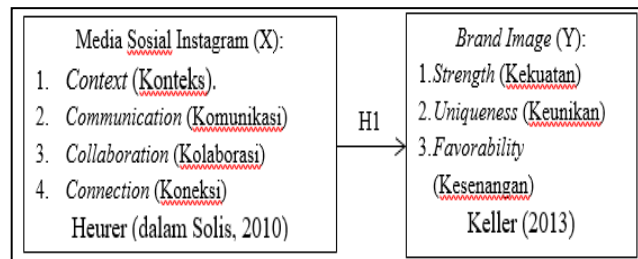 Media Sosial Instagram (X):
1. Context (Konteks).
2. Communication (Komunikasi)
3. Collaboration (Kolaborasi)
4. Connection (Koneksi)
Heurer (dalam Solis, 2010)
H1
Brand Image (Y):
1.Strength (Kekuatan)
2.Uniqueness (Keunikan)
3.Favorability
(Kesenangan)
Keller (2013)